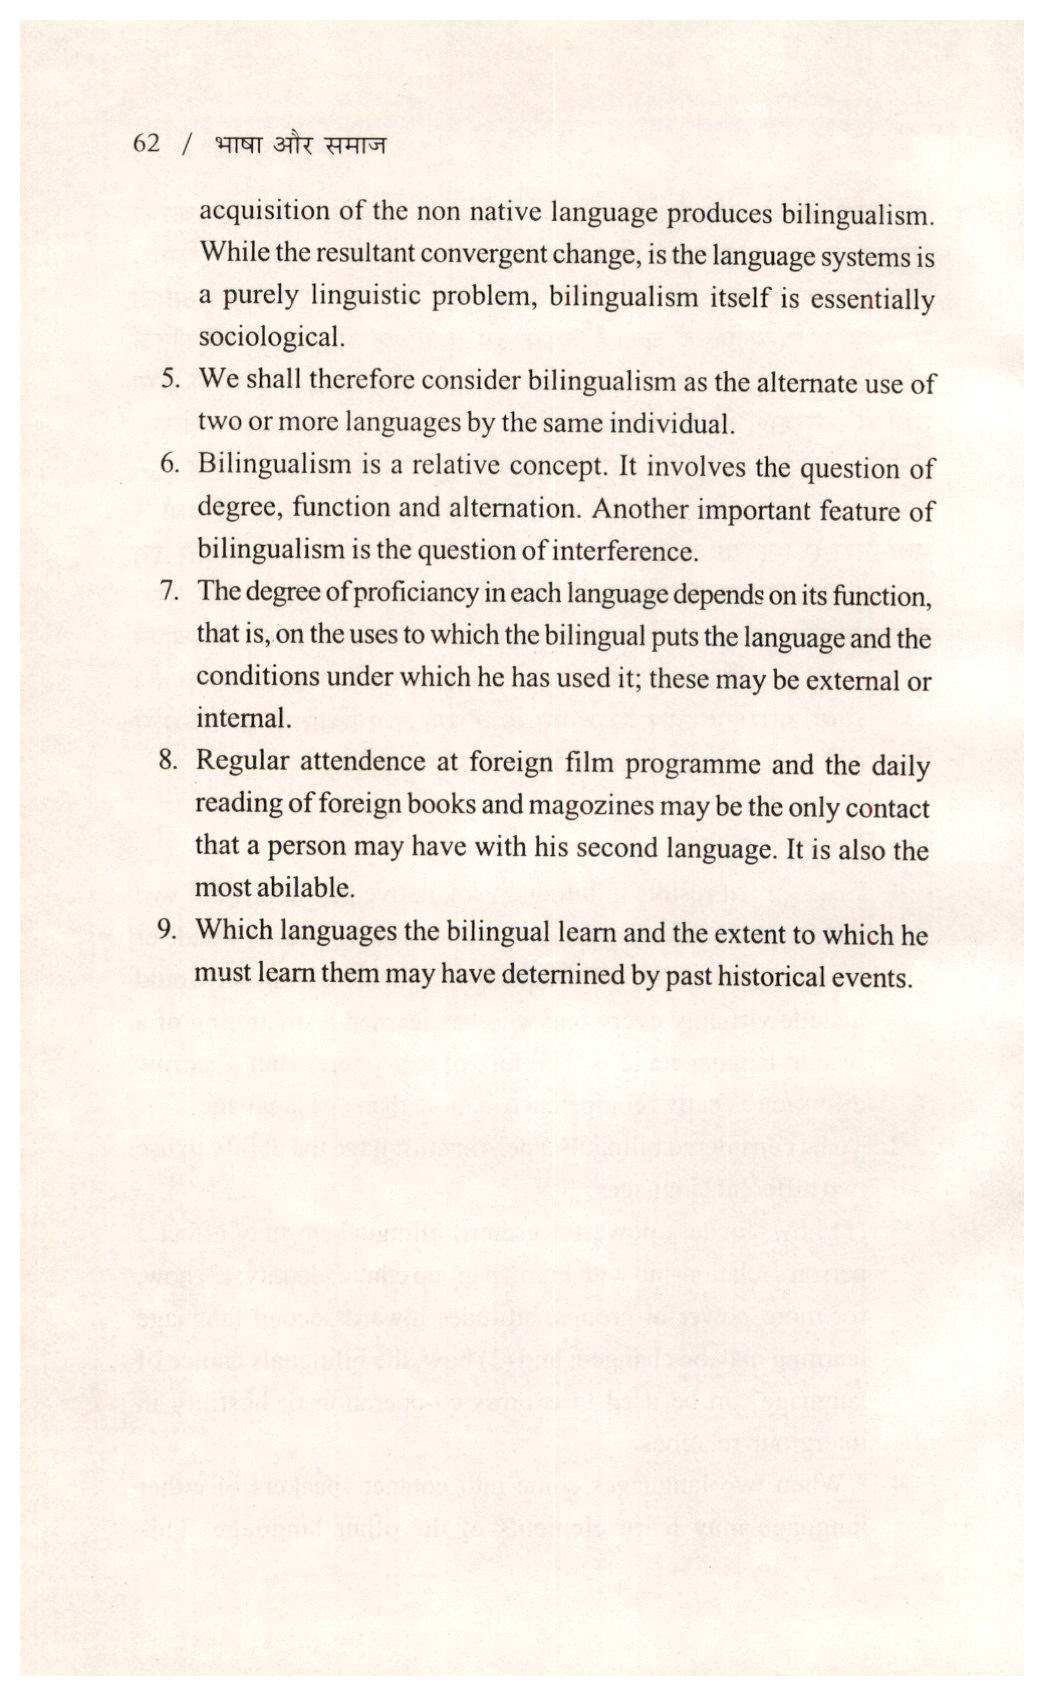 62 / भाषा और समाज
acquisition of the non native language produces bilingualism.
While the resultant convergent change, is the language systems is
a purely linguistic problem, bilingualism itself is essentially
sociological.
5. We shall therefore consider bilingualism as the alternate use of
two or more languages by the same individual.
6. Bilingualism is a relative concept. It involves the question of
degree, function and alternation. Another important feature of
bilingualism is the question of interference.
7. The degree of proficiancy in each language depends on its function,
that is, on the uses to which the bilingual puts the language and the
conditions under which he has used it; these may be external or
internal.
8. Regular attendence at foreign film programme and the daily
reading of foreign books and magozines may be the only contact
that a person may have with his second language. It is also the
most abilable.
9. Which languages the bilingual learn and the extent to which he
must learn them may have deternined by past historical events.